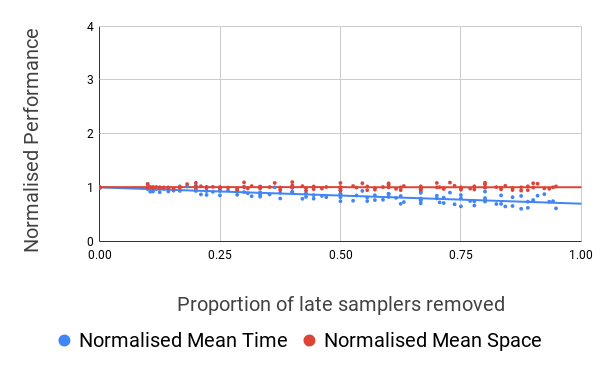 Normalised Performance
4
3
2
1
0
0.00 0.25 0.50 0.75 1.00
Proportion of late samplers removed
Normalised Mean Time Normalised Mean Space